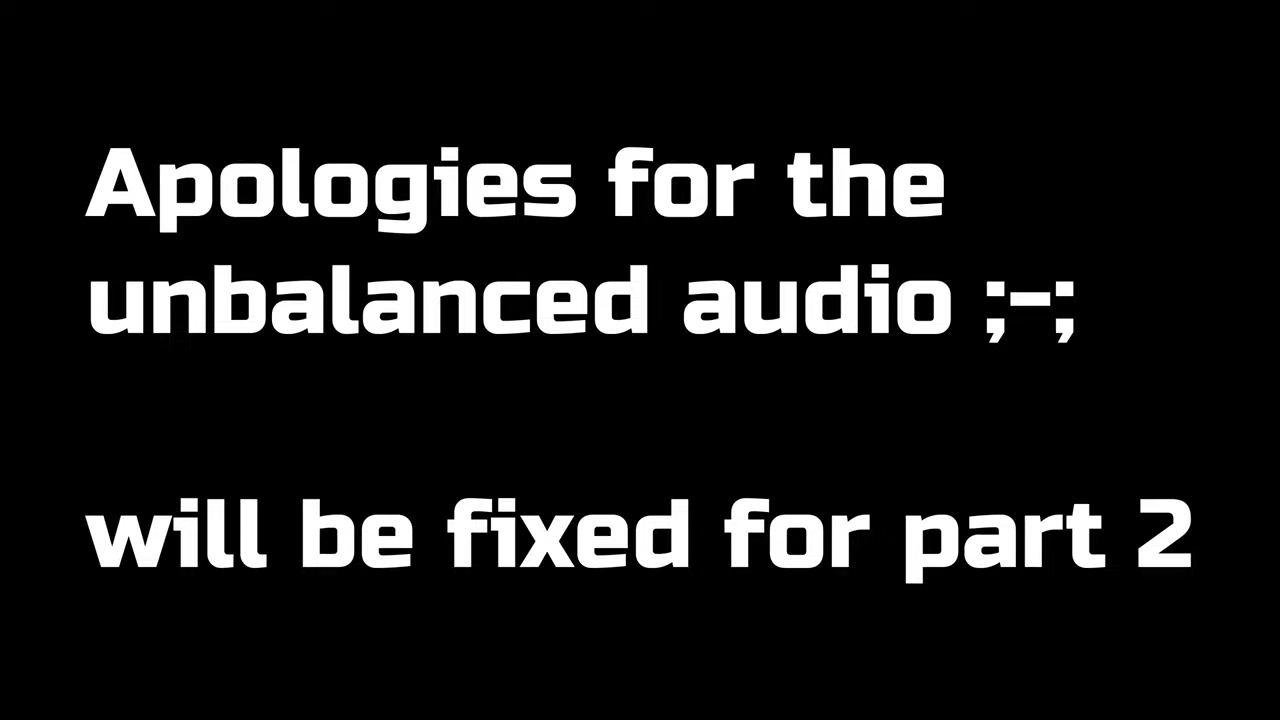 Apologies for the
unbalanced audio ;-;
will be fixed for part 2